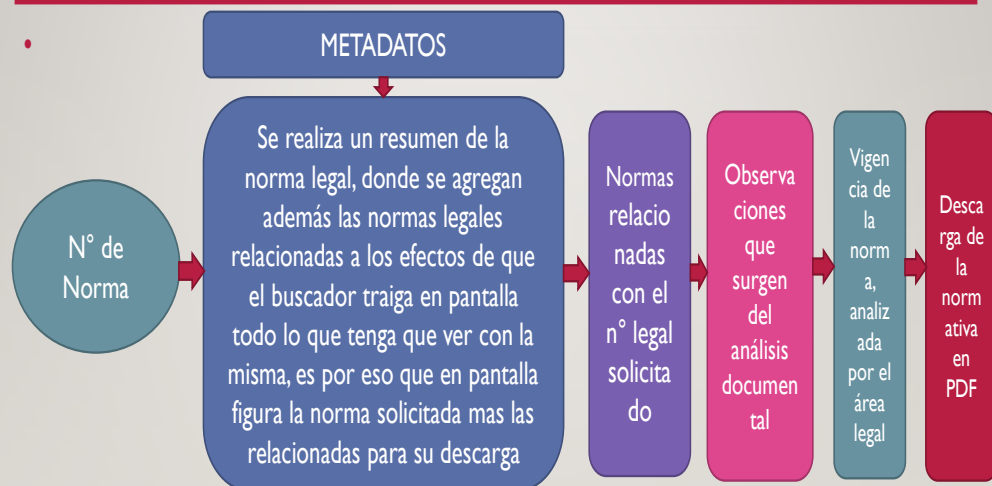 METADATOS
N° de
Norma
Se realiza un resumen de la
norma legal, donde se agregan
además las normas legales
relacionadas a los efectos de que
el buscador traiga en pantalla
todo lo que tenga que ver con la
misma, es por eso que en pantalla
figura la norma solicitada mas las
relacionadas para su descarga
Normas
relacio
nadas
con el
n° legal
solicita
do
Observa
ciones
que
surgen
del
análisis
documen
tal
Vigen
cia de
la
norm
a,
analiz
ada
por el
área
legal
Desca
rga de
la
norm
ativa
en
PDF